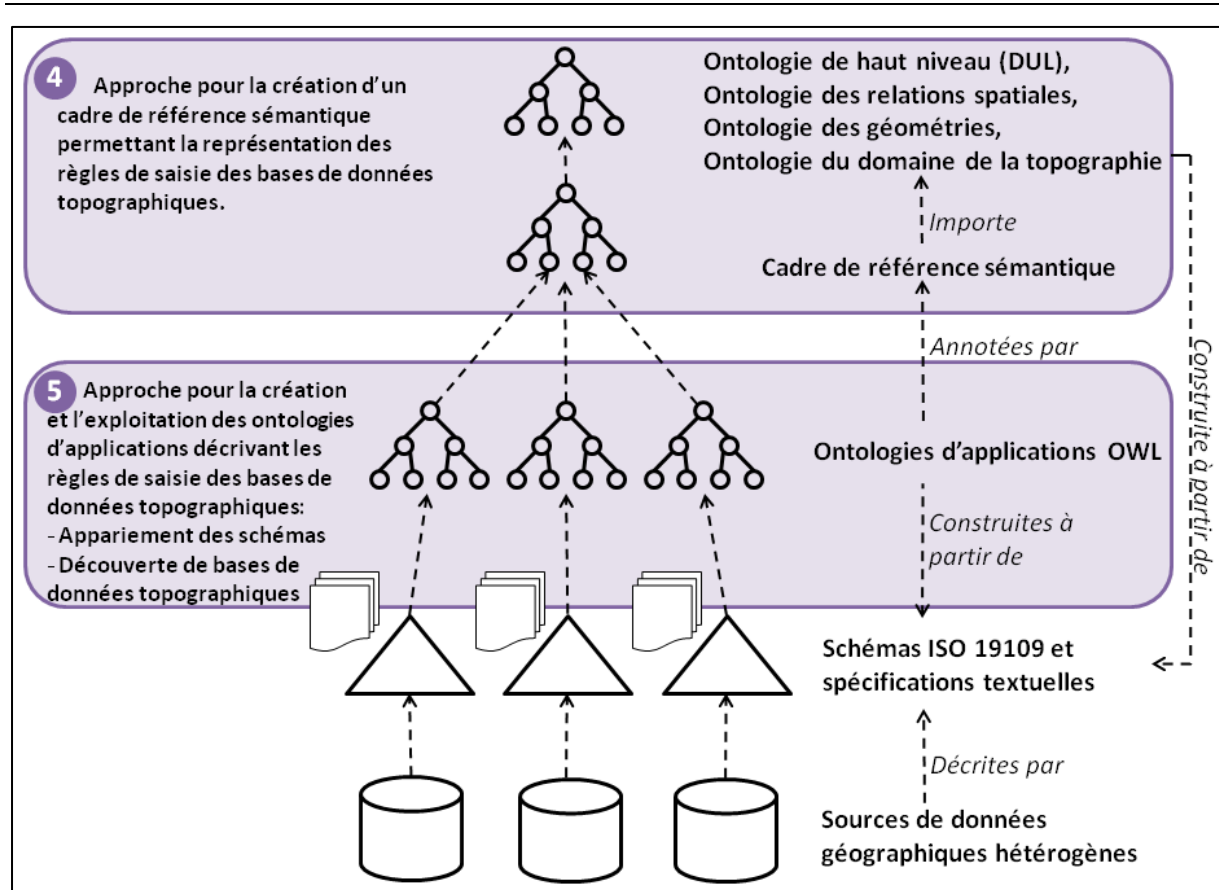 4
Approche pour la création d'un
cadre de référence sémantique
permettant la représentation des
règles de saisie des bases de données
topographiques.
Ontologie de haut niveau (DUL),
Ontologie des relations spatiales,
Ontologie des géométries,
Ontologie du domaine de la topographie
Importe
Cadre de référence sémantique
Annotées par
Construite à partir de
5
Approche pour la création
et l'exploitation des ontologies
d'applications décrivant les
règles de saisie des bases de
données topographiques:
- Appariement des schémas
- Découverte de bases de
données topographiques
Ontologies d'applications OWL
Construites à
partir de
Schémas ISO 19109 et
spécifications textuelles
Décrites par
Sources de données
géographiques hétérogènes